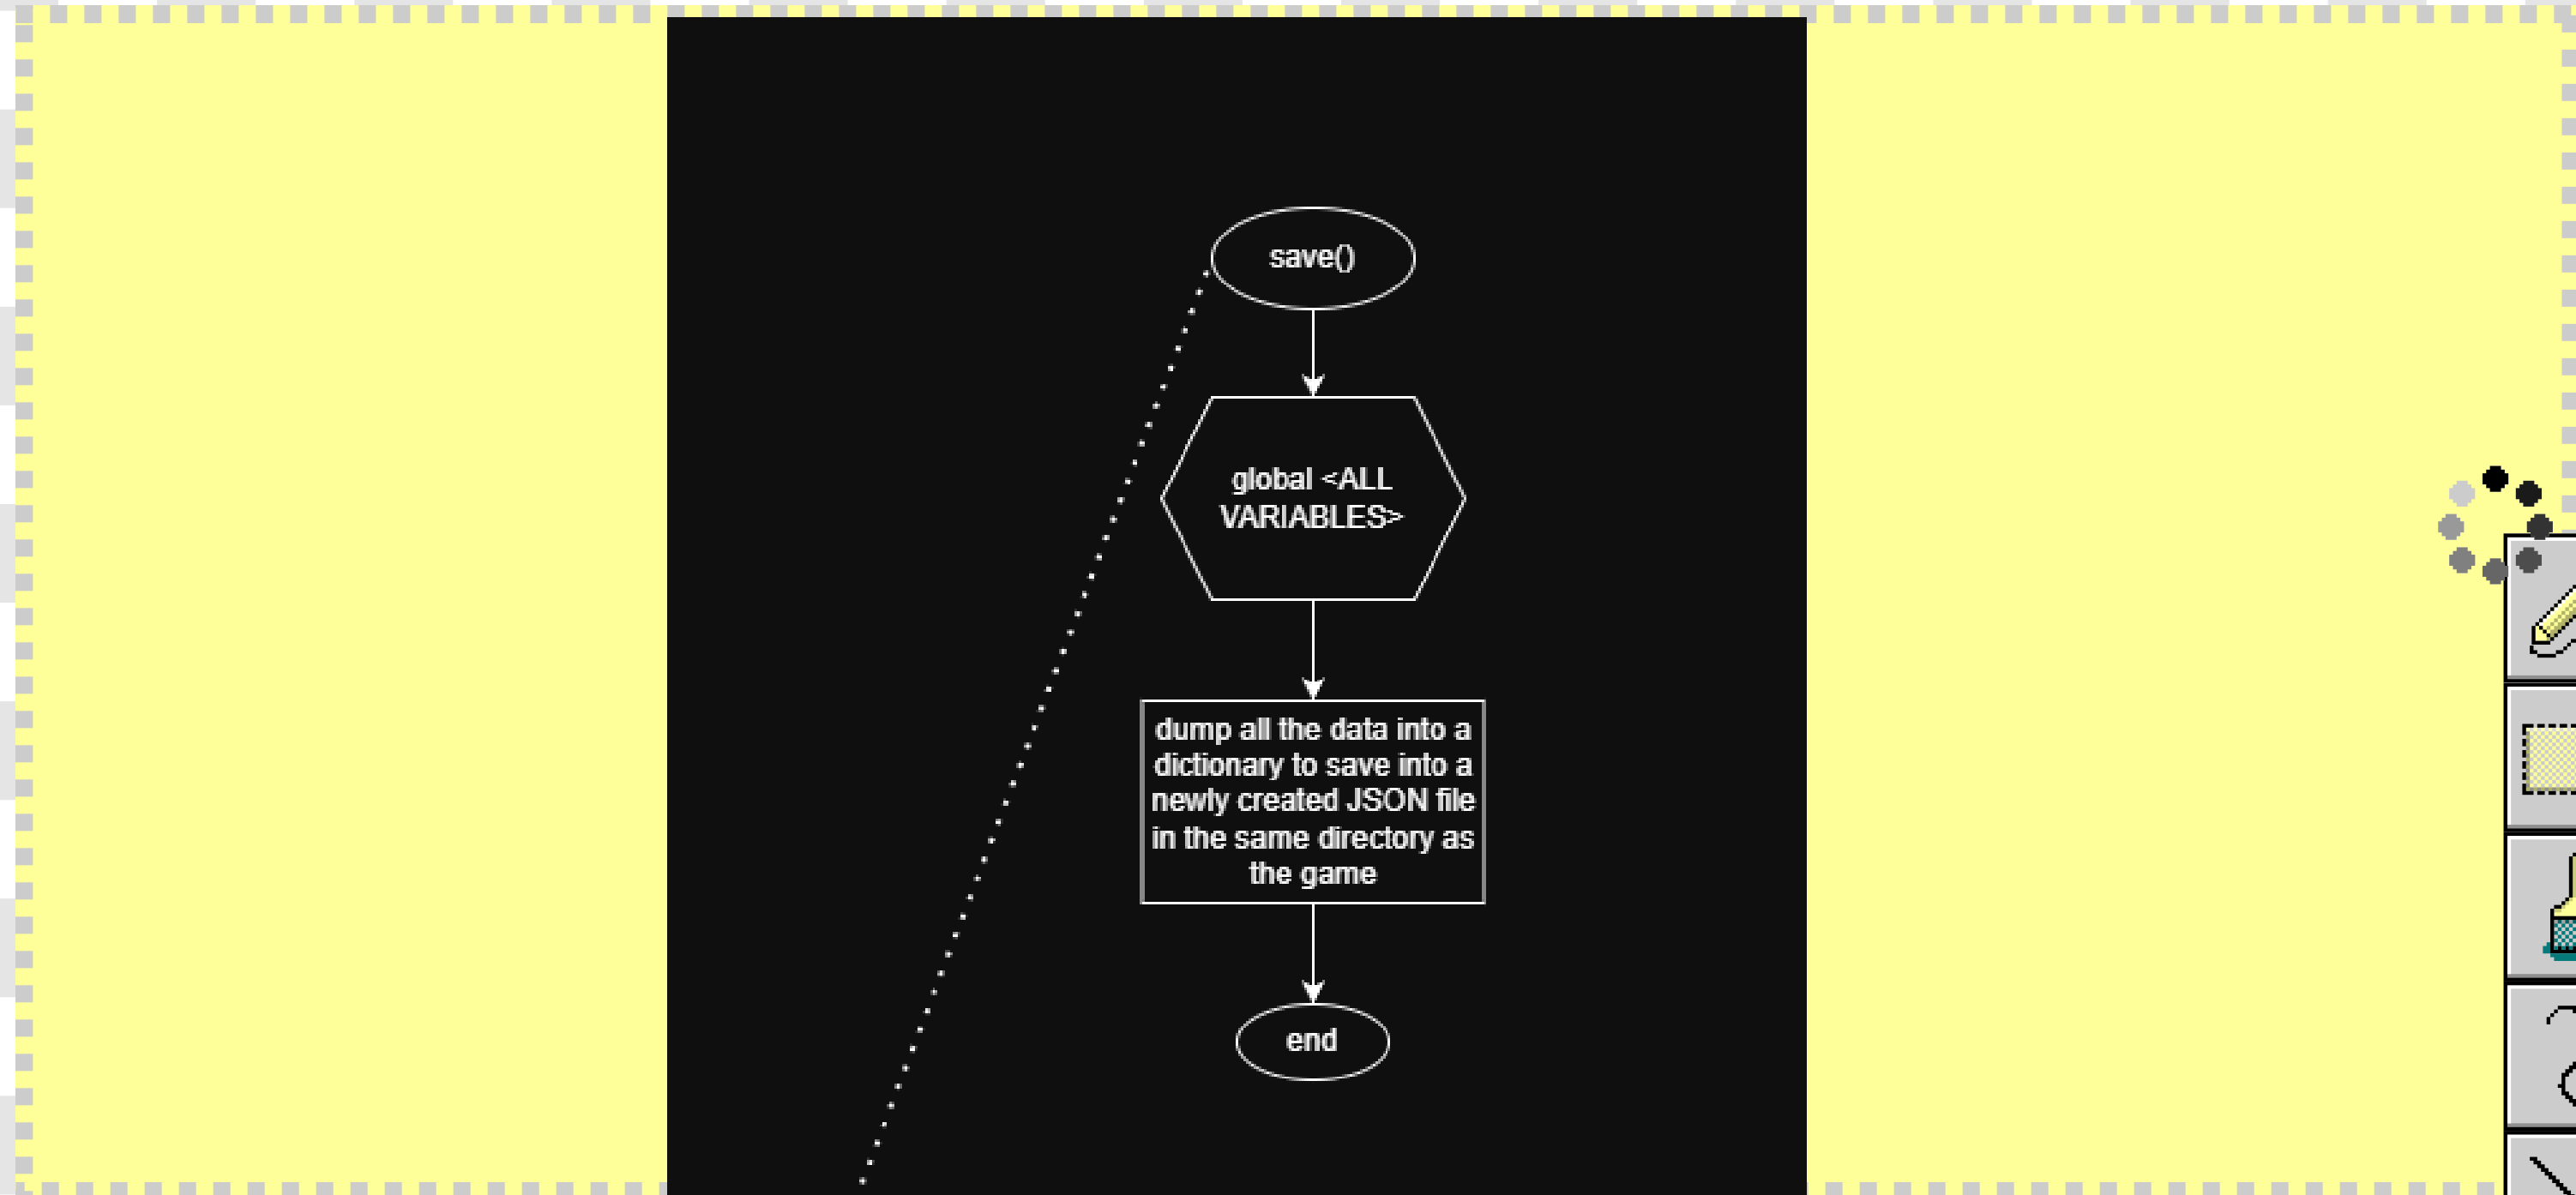 save()
global <ALL
VARIABLES>
dump all the data into a
dictionary to save into a
newly created JSON file
in the same directory as
the game
end